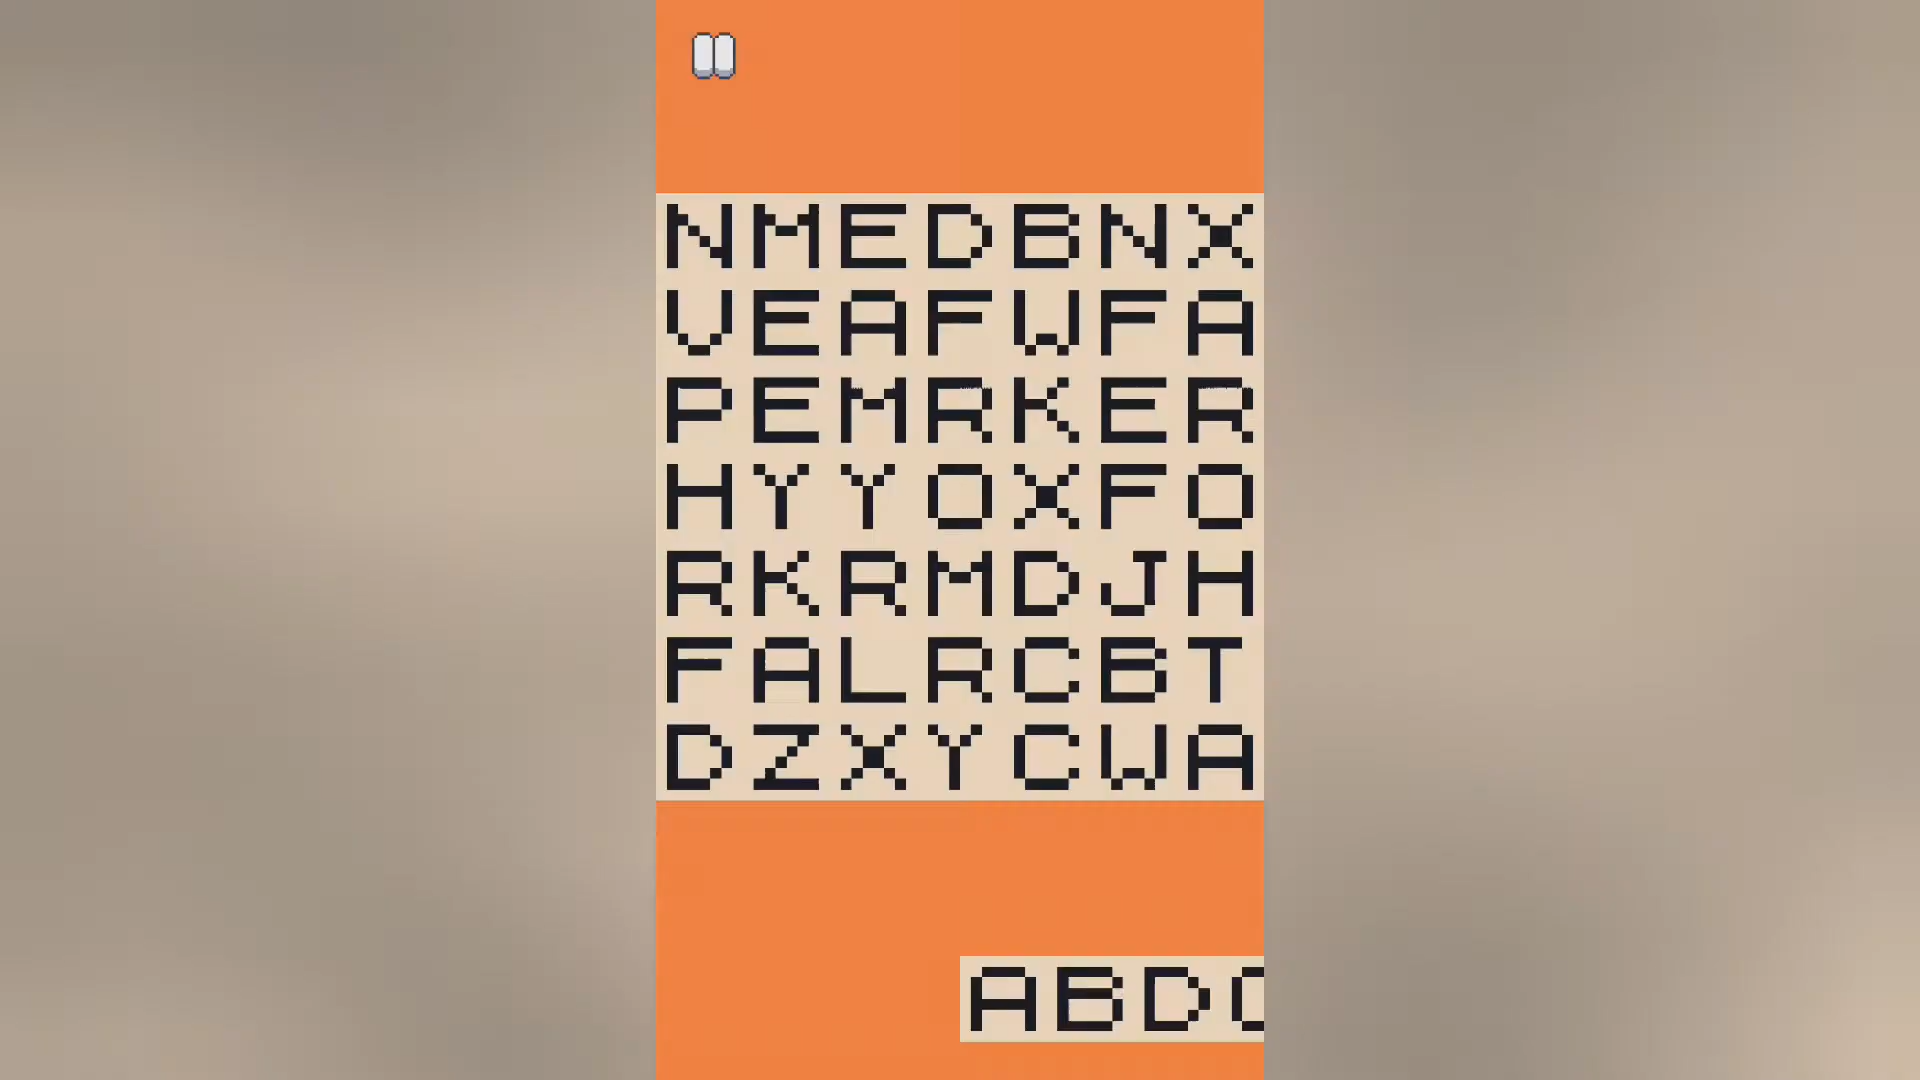 NMEDBNX
VEAFWFA
PEMRKER
HYYOXFO
RKRMDJH
FALRCBT
DZXYCWA
ABD